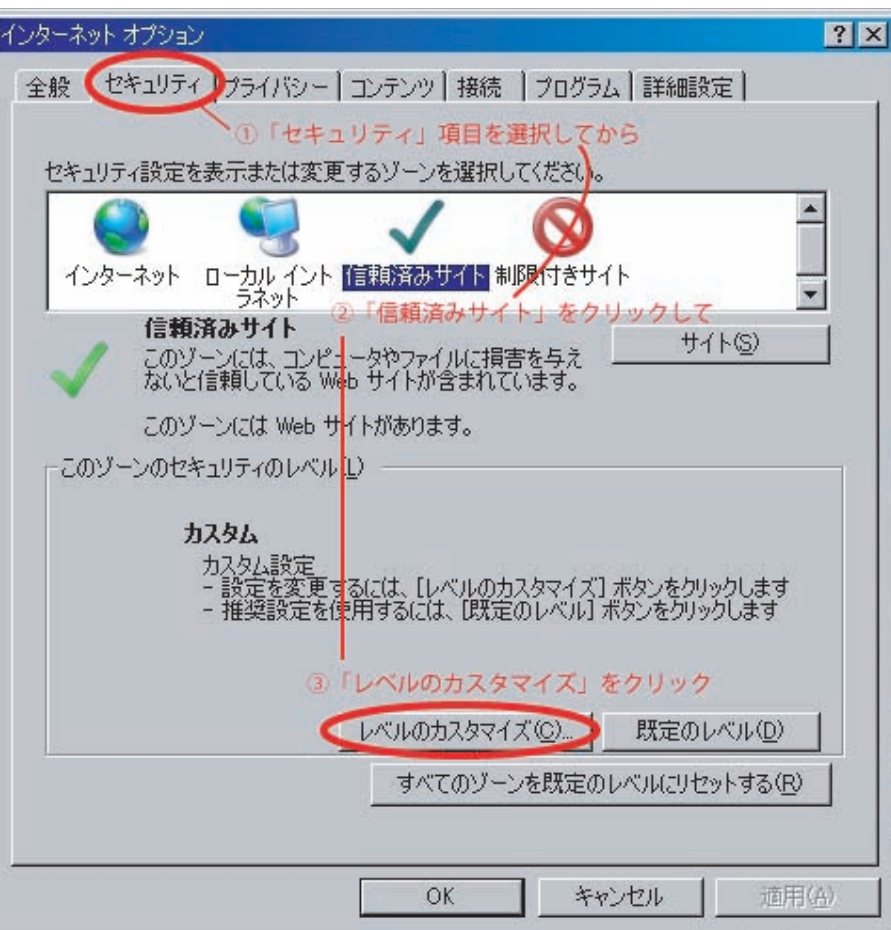 インターネット オプション
全般 セキュリティ プライバシー コンテンツ 接続 プログラム 詳細設定
①「セキュリティ」項目を選択してから
セキュリティ設定を表示または変更するゾーンを選択してください。
インターネット ローカル イント 信頼済みサイト 制限付きサイト
ラネット
②「信頼済みサイト」をクリックして
信頼済みサイト
サイト(S)
このゾーンには、コンピュータやファイルに損害を与え
ないと信頼している Web サイトが含まれています。
このゾーンには Web サイトがあります。
このゾーンのセキュリティのレベル(L)
カスタム
カスタム設定
- 設定を変更するには、[レベルのカスタマイズ] ボタンをクリックします
- 推奨設定を使用するには、[既定のレベル] ボタンをクリックします
③「レベルのカスタマイズ」をクリック
レベルのカスタマイズ(C)... 既定のレベル(D)
すべてのゾーンを既定のレベルにリセットする(R)
OK キャンセル 適用(A)